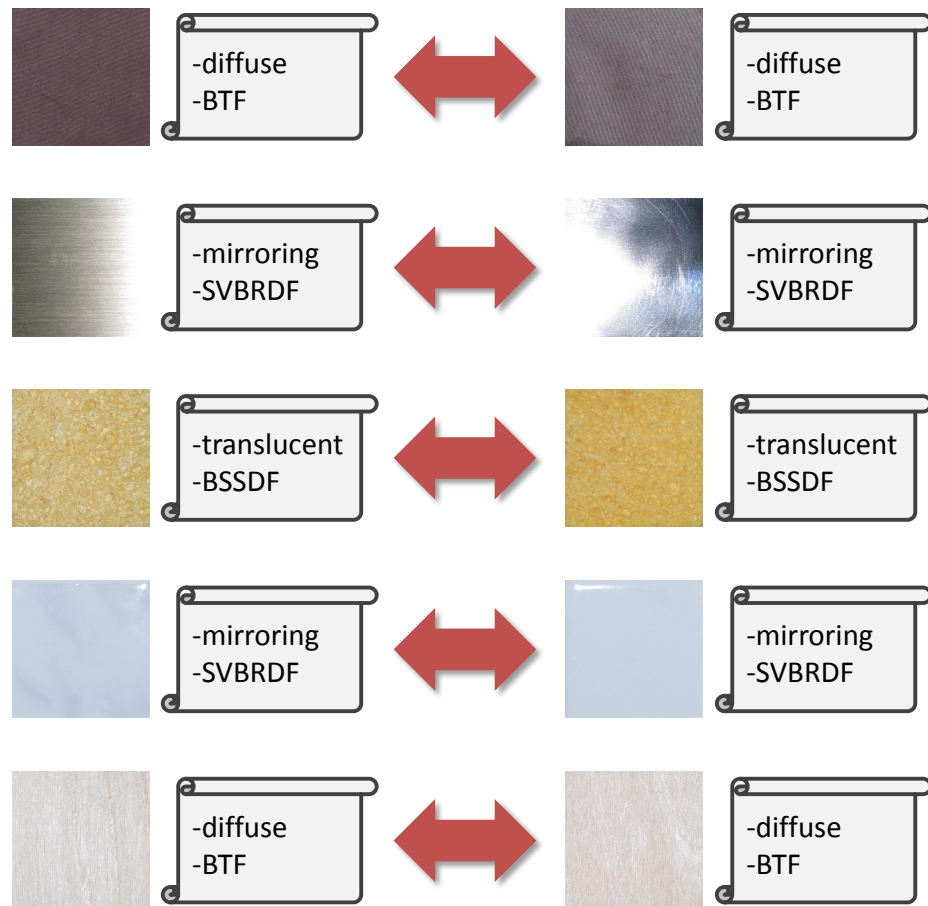 -diffuse
-BTF
-diffuse
-BTF
-mirroring
-SVBRDF
-mirroring
-SVBRDF
-translucent
-BSSDF
-translucent
-BSSDF
-mirroring
-SVBRDF
-mirroring
-SVBRDF
-diffuse
-BTF
-diffuse
-BTF